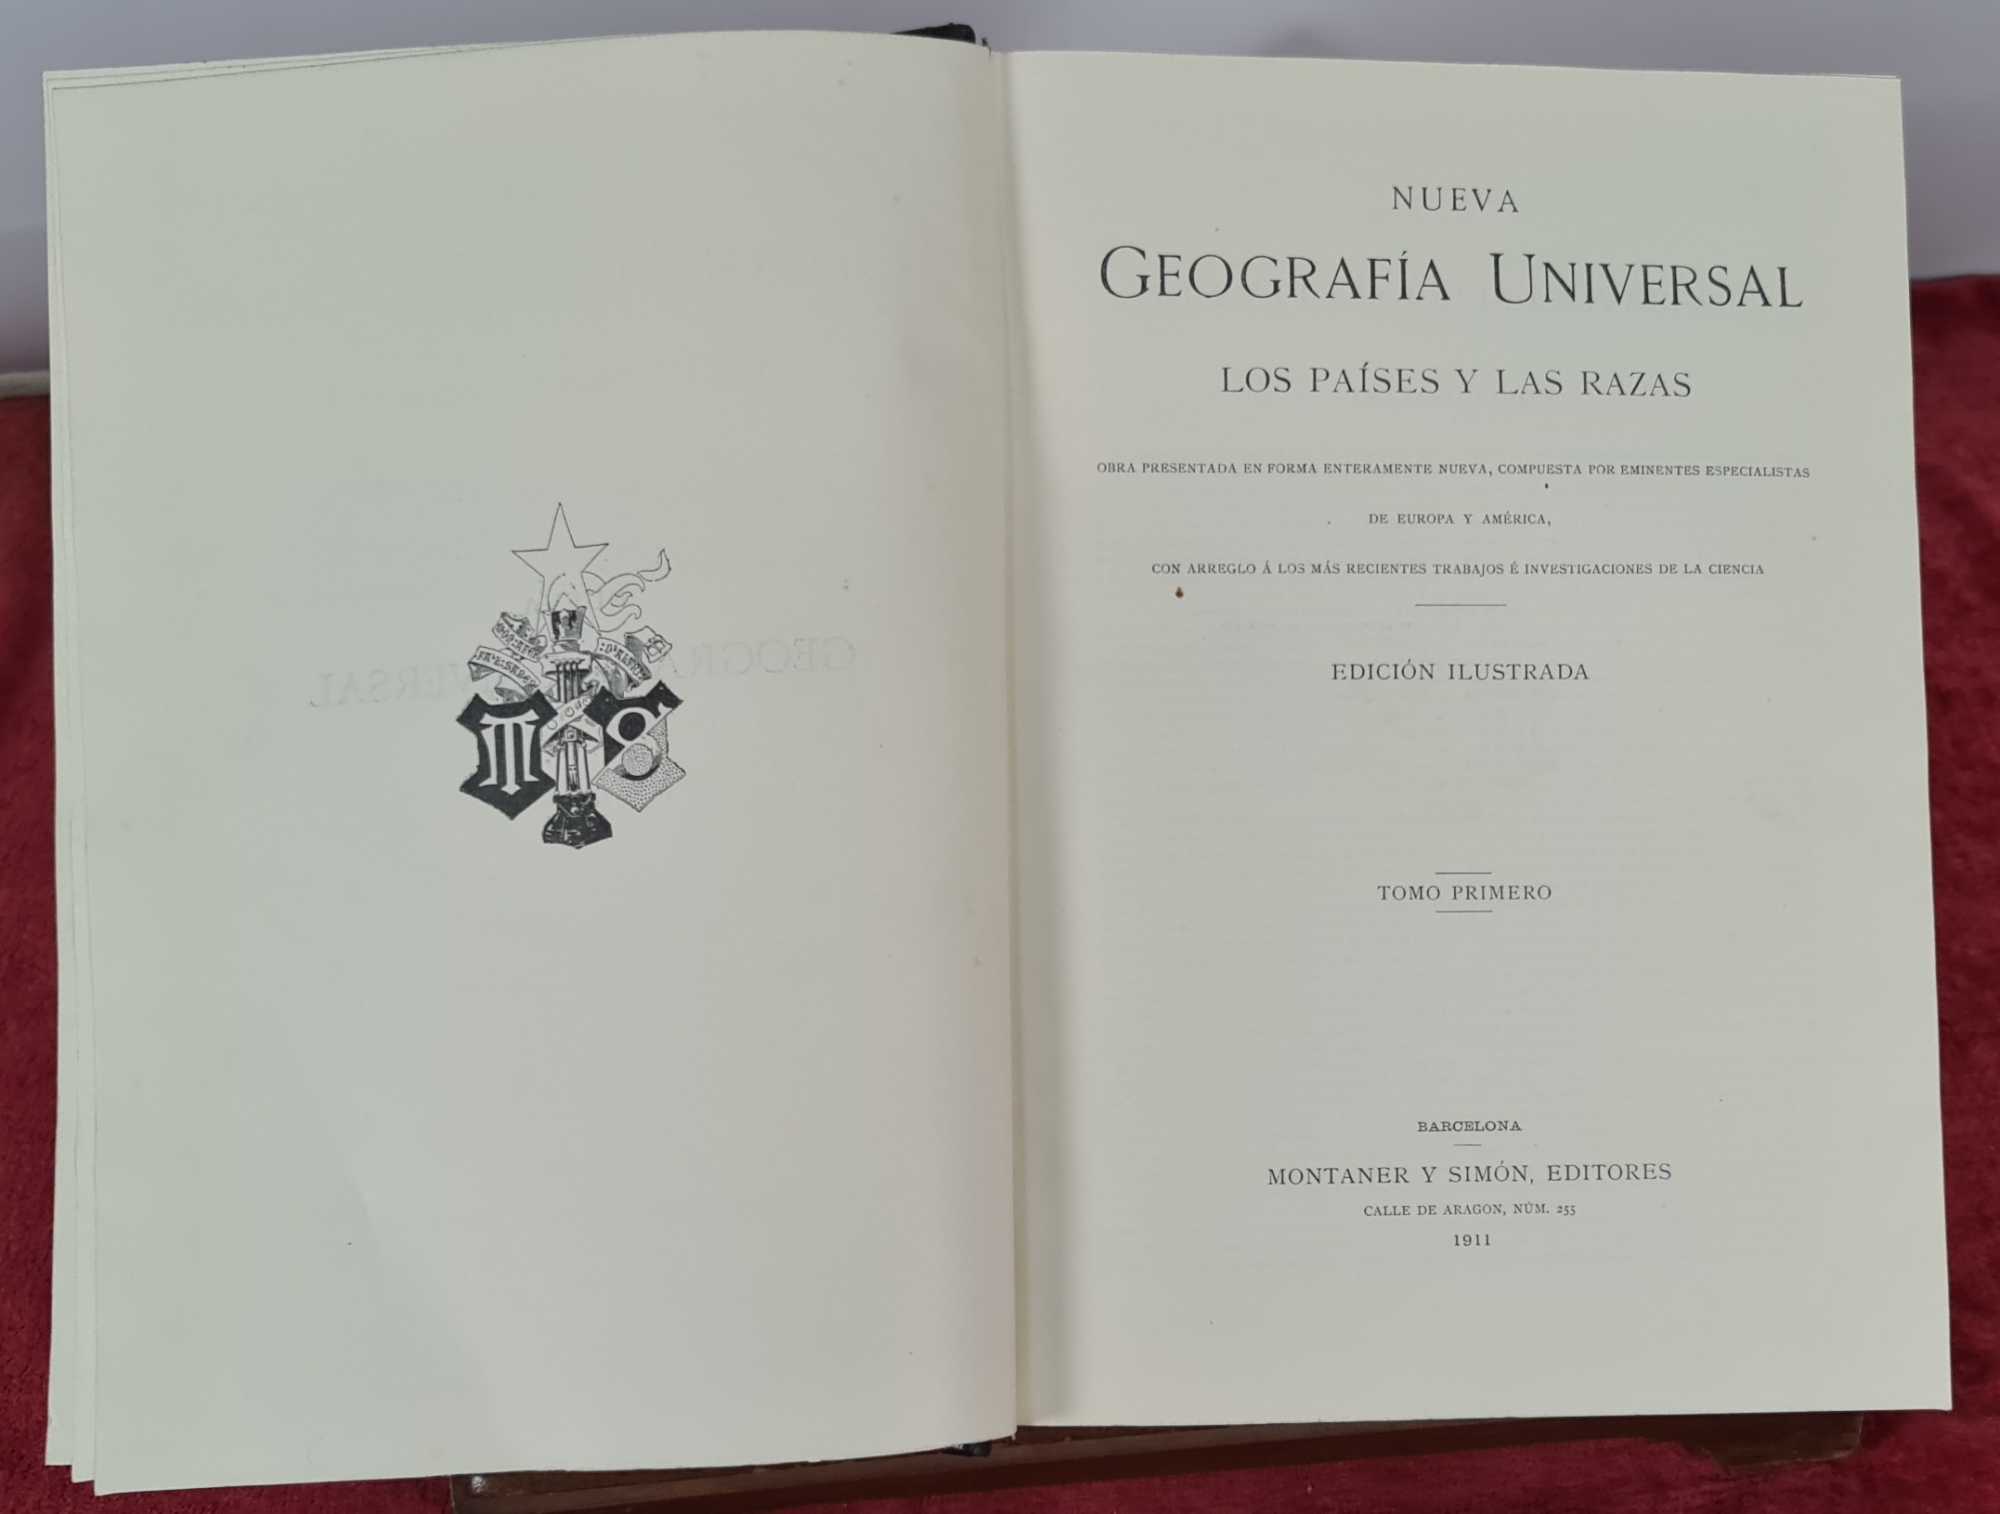 NUEVA
GEOGRAFÍA UNIVERSAL
LOS PAÍSES Y LAS RAZAS
OBRA PRESENTADA EN FORMA ENTERAMENTE NUEVA, COMPUESTA POR EMINENTES ESPECIALISTAS
DE EUROPA Y AMÉRICA,
CON ARREGLO Á LOS MÁS RECIENTES TRABAJOS É INVESTIGACIONES DE LA CIENCIA
EDICIÓN ILUSTRADA
TOMO PRIMERO
BARCELONA
MONTANER Y SIMÓN, EDITORES
CALLE DE ARAGON, NÚM. 255
1911